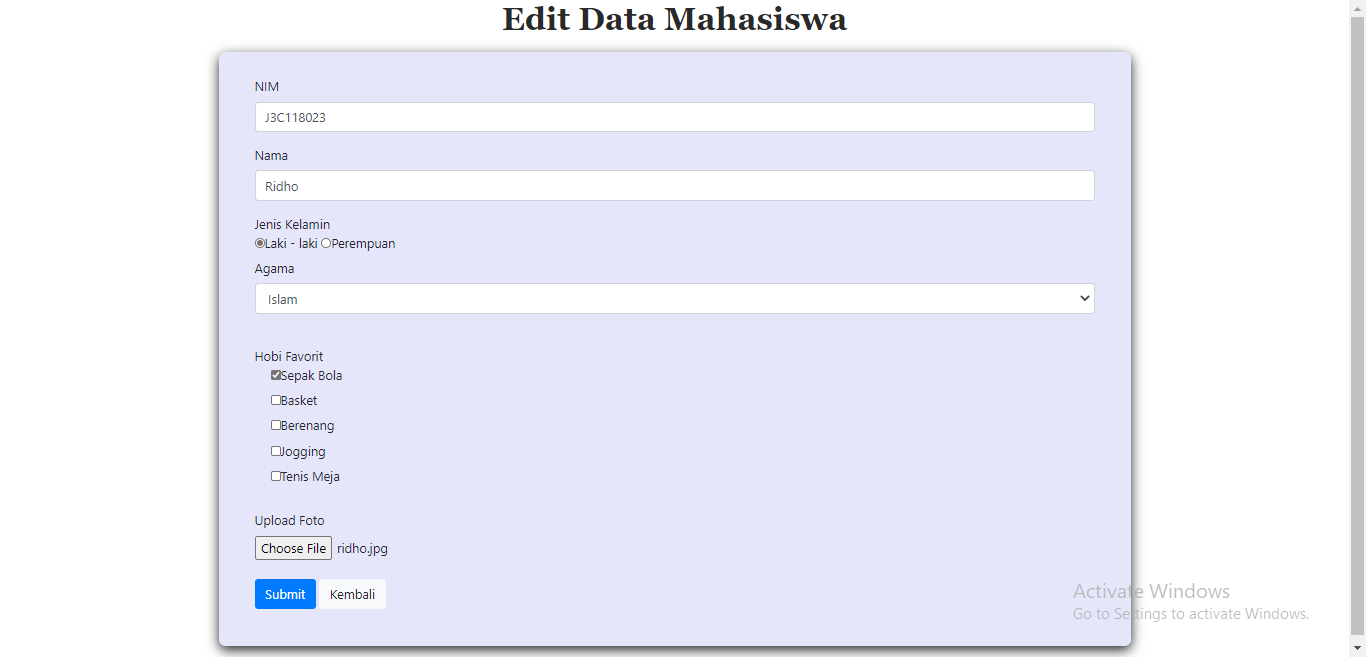 Edit Data Mahasiswa
NIM
J3C118023
Nama
Ridho
Jenis Kelamin
Laki - laki Perempuan
Agama
Islam
Hobi Favorit
Sepak Bola
Basket
Berenang
Jogging
Tenis Meja
Upload Foto
Choose File ridho.jpg
Submit Kembali
Activate Windows
Go to Settings to activate Windows.